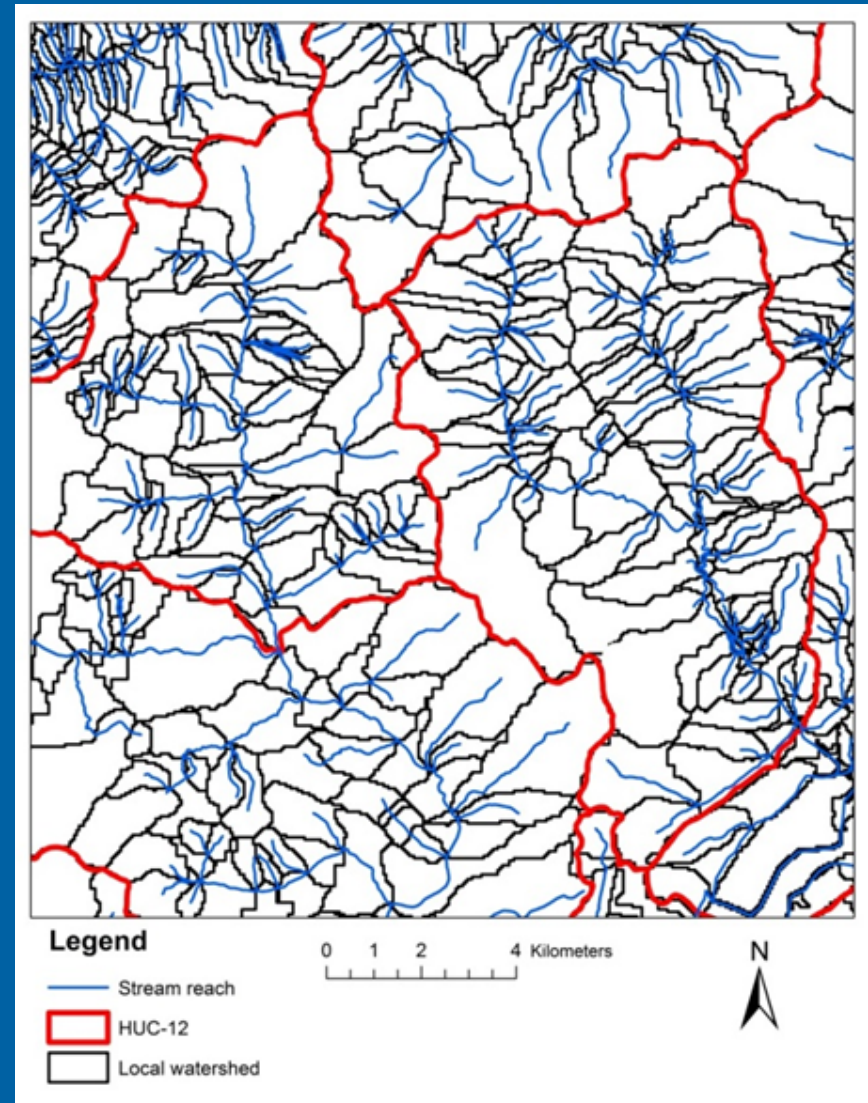 Legend
0 1 2 4 Kilometers
N
Stream reach
HUC-12
Local watershed